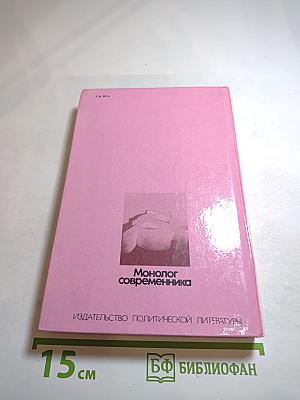 Монолог
современника
ИЗДАТЕЛЬСТВО ПОЛИТИЧЕСКОЙ ЛИТЕРАТУРЫ
15 см
БФ БИБЛИОФАН